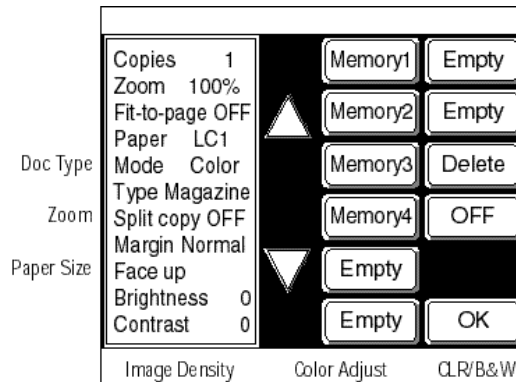 Copies 1
Zoom 100%
Fit-to-page OFF
Paper LC1
Mode Color
Type Magazine
Split copy OFF
Margin Normal
Face up
Brightness 0
Contrast 0
Memory1 Empty
Memory2 Empty
Memory3 Delete
Memory4 OFF
Empty
Empty OK
Doc Type
Zoom
Paper Size
Image Density
Color Adjust
CLR/B&W